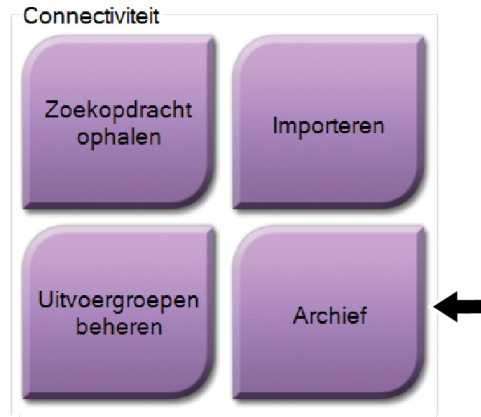 Connectiviteit
Zoekopdracht
ophalen
Importeren
Uitvoergroepen
beheren
Archief